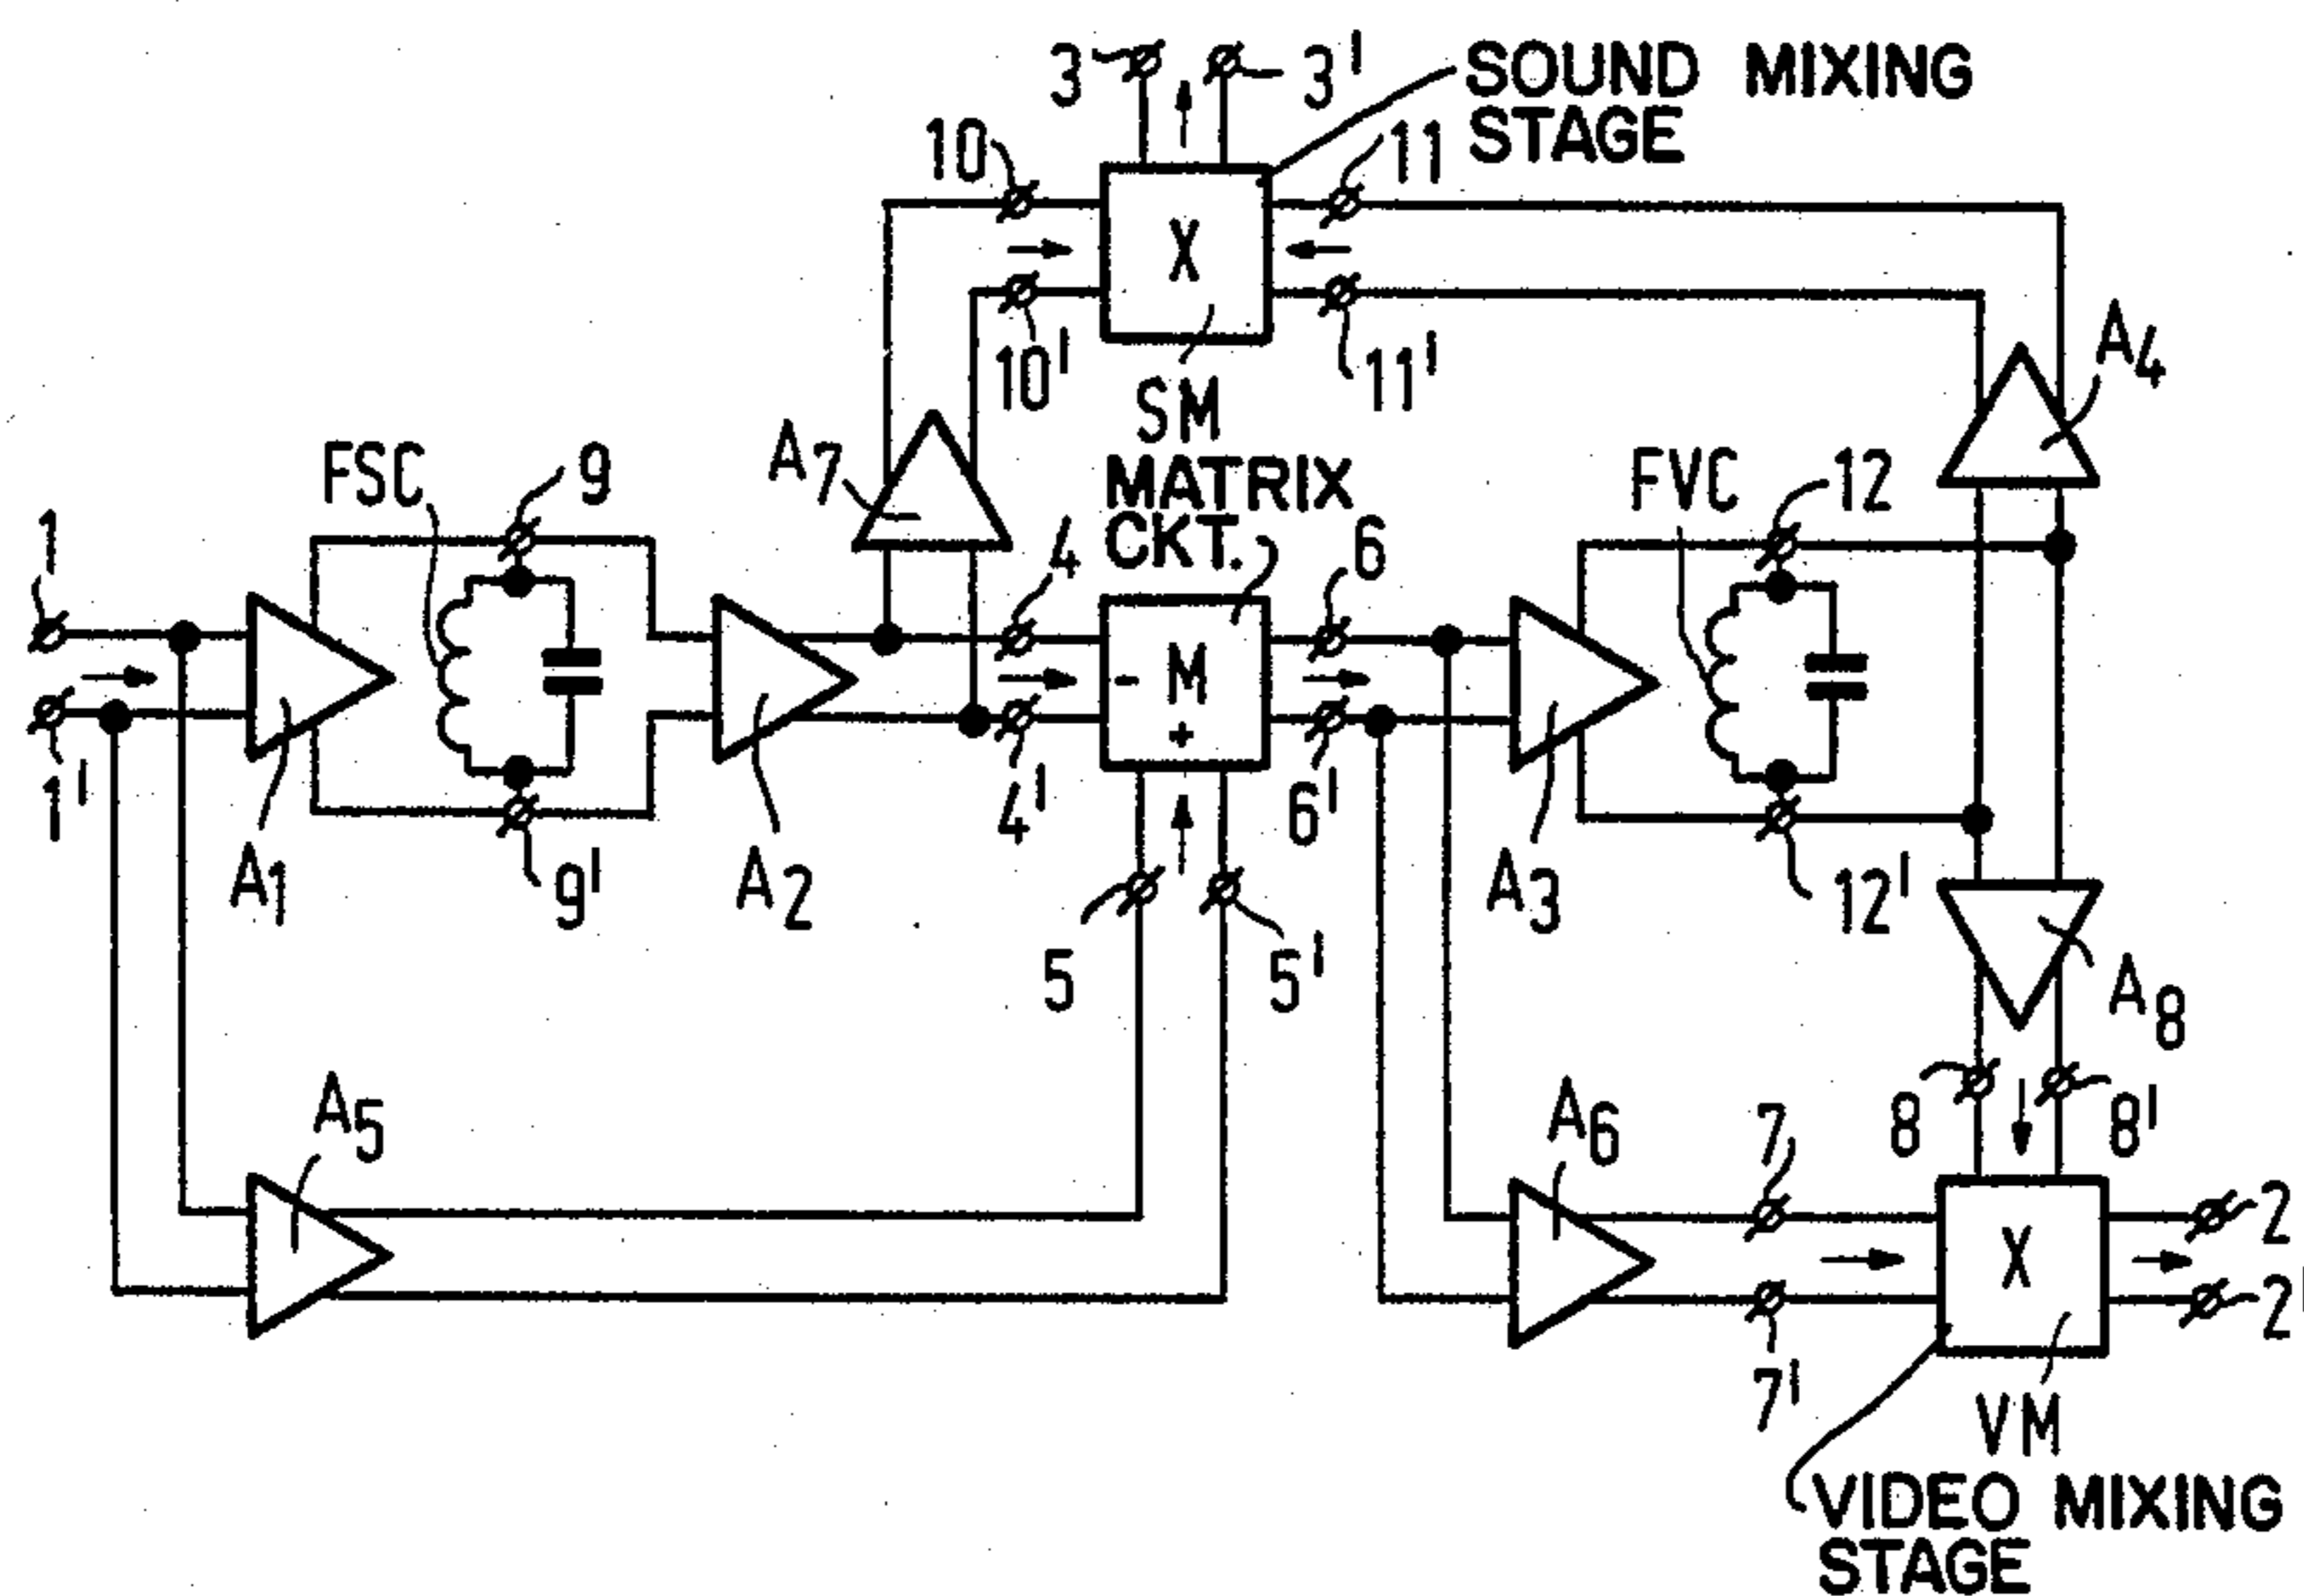 3 3' SOUND MIXING
STAGE
10 11
X
10' 11'
SM
A4
A7
FSC 9
MATRIX
CKT.
4 6
FVC 12
1
- M
+
1'
4' 6'
A1 9' A2
A3 12'
5 5'
A8
A5
A6 7
8 8'
X
2
2'
7'
VM
VIDEO MIXING
STAGE